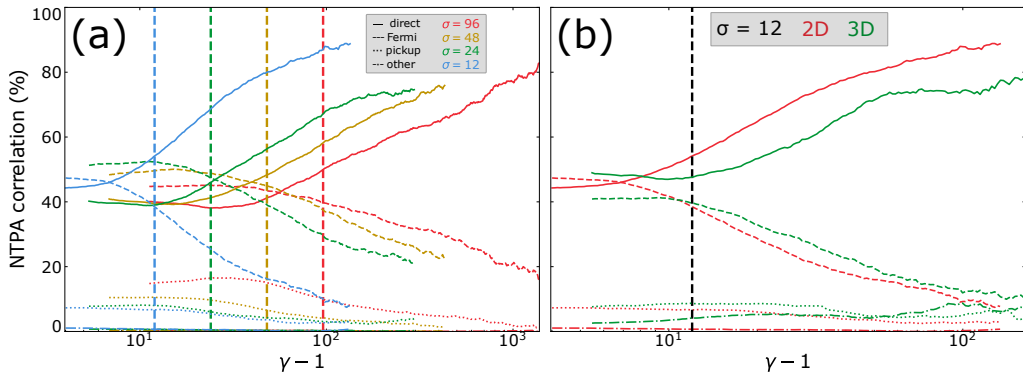 (a)
direct σ = 96
Fermi σ = 48
pickup σ = 24
other σ = 12
NTPA correlation (%)
100
80
60
40
20
0
10¹ 10² 10³
γ − 1
(b)
σ = 12 2D 3D
10¹ 10²
γ − 1